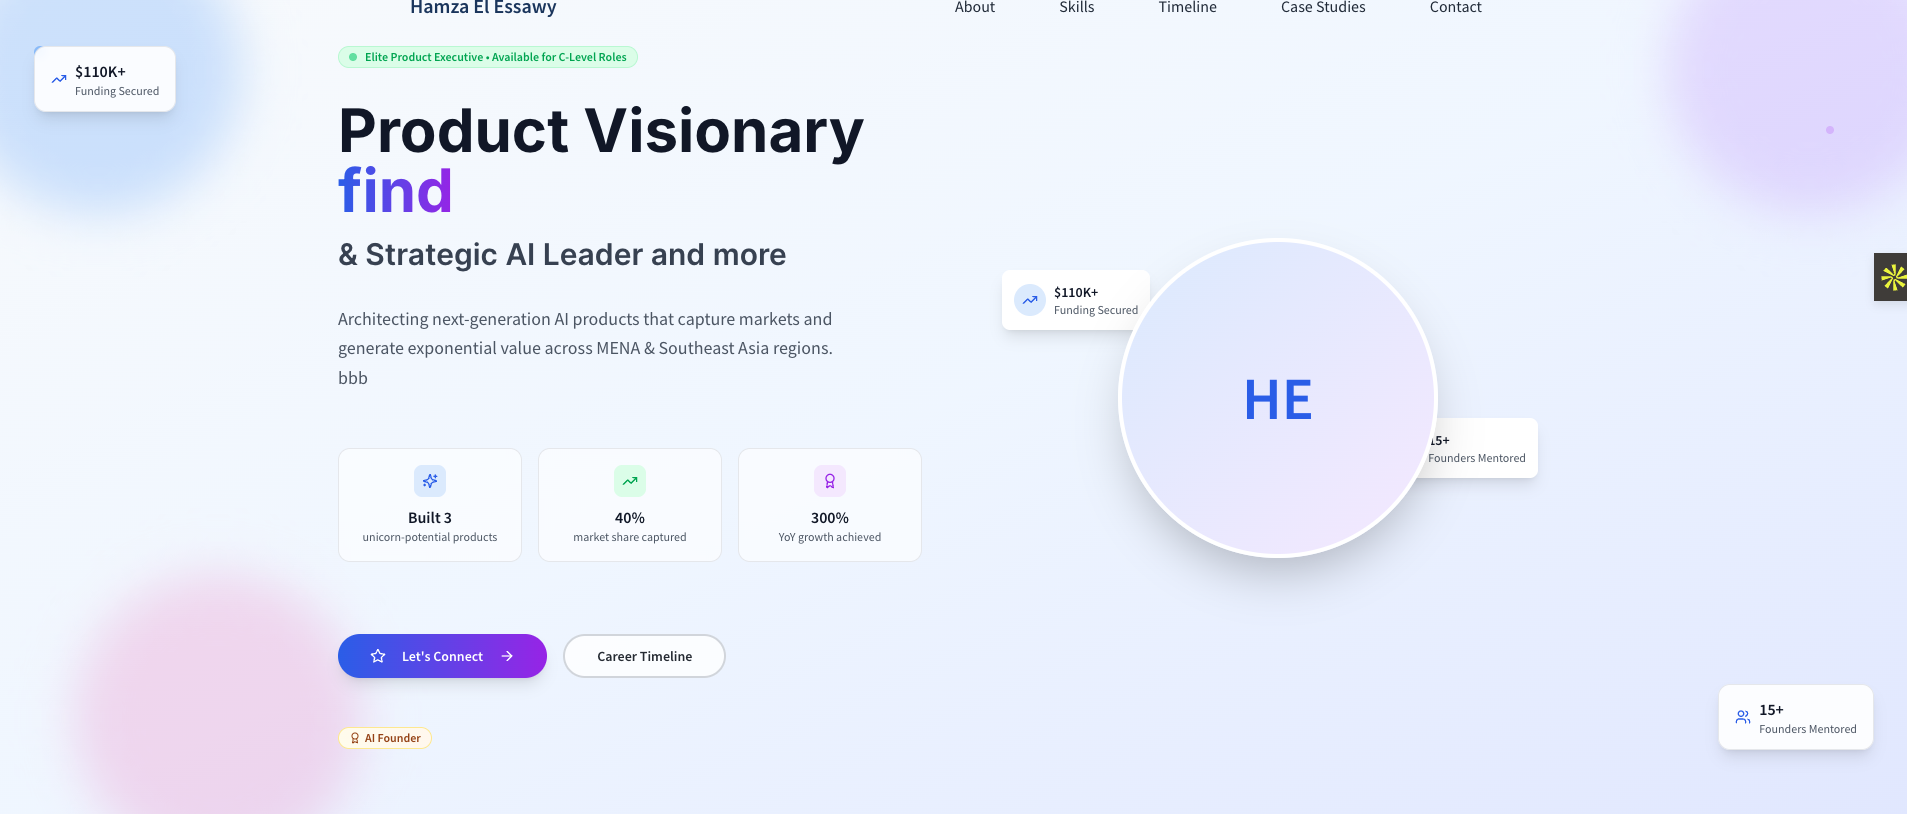 Hamza El Essawy
About
Skills
Timeline
Case Studies
Contact
$110K+
Funding Secured
Elite Product Executive • Available for C-Level Roles
Product Visionary
find
& Strategic AI Leader and more
Architecting next-generation AI products that capture markets and
generate exponential value across MENA & Southeast Asia regions.
bbb
$110K+
Funding Secured
HE
15+
Founders Mentored
Built 3
unicorn-potential products
40%
market share captured
300%
YoY growth achieved
Let's Connect
Career Timeline
AI Founder
15+
Founders Mentored